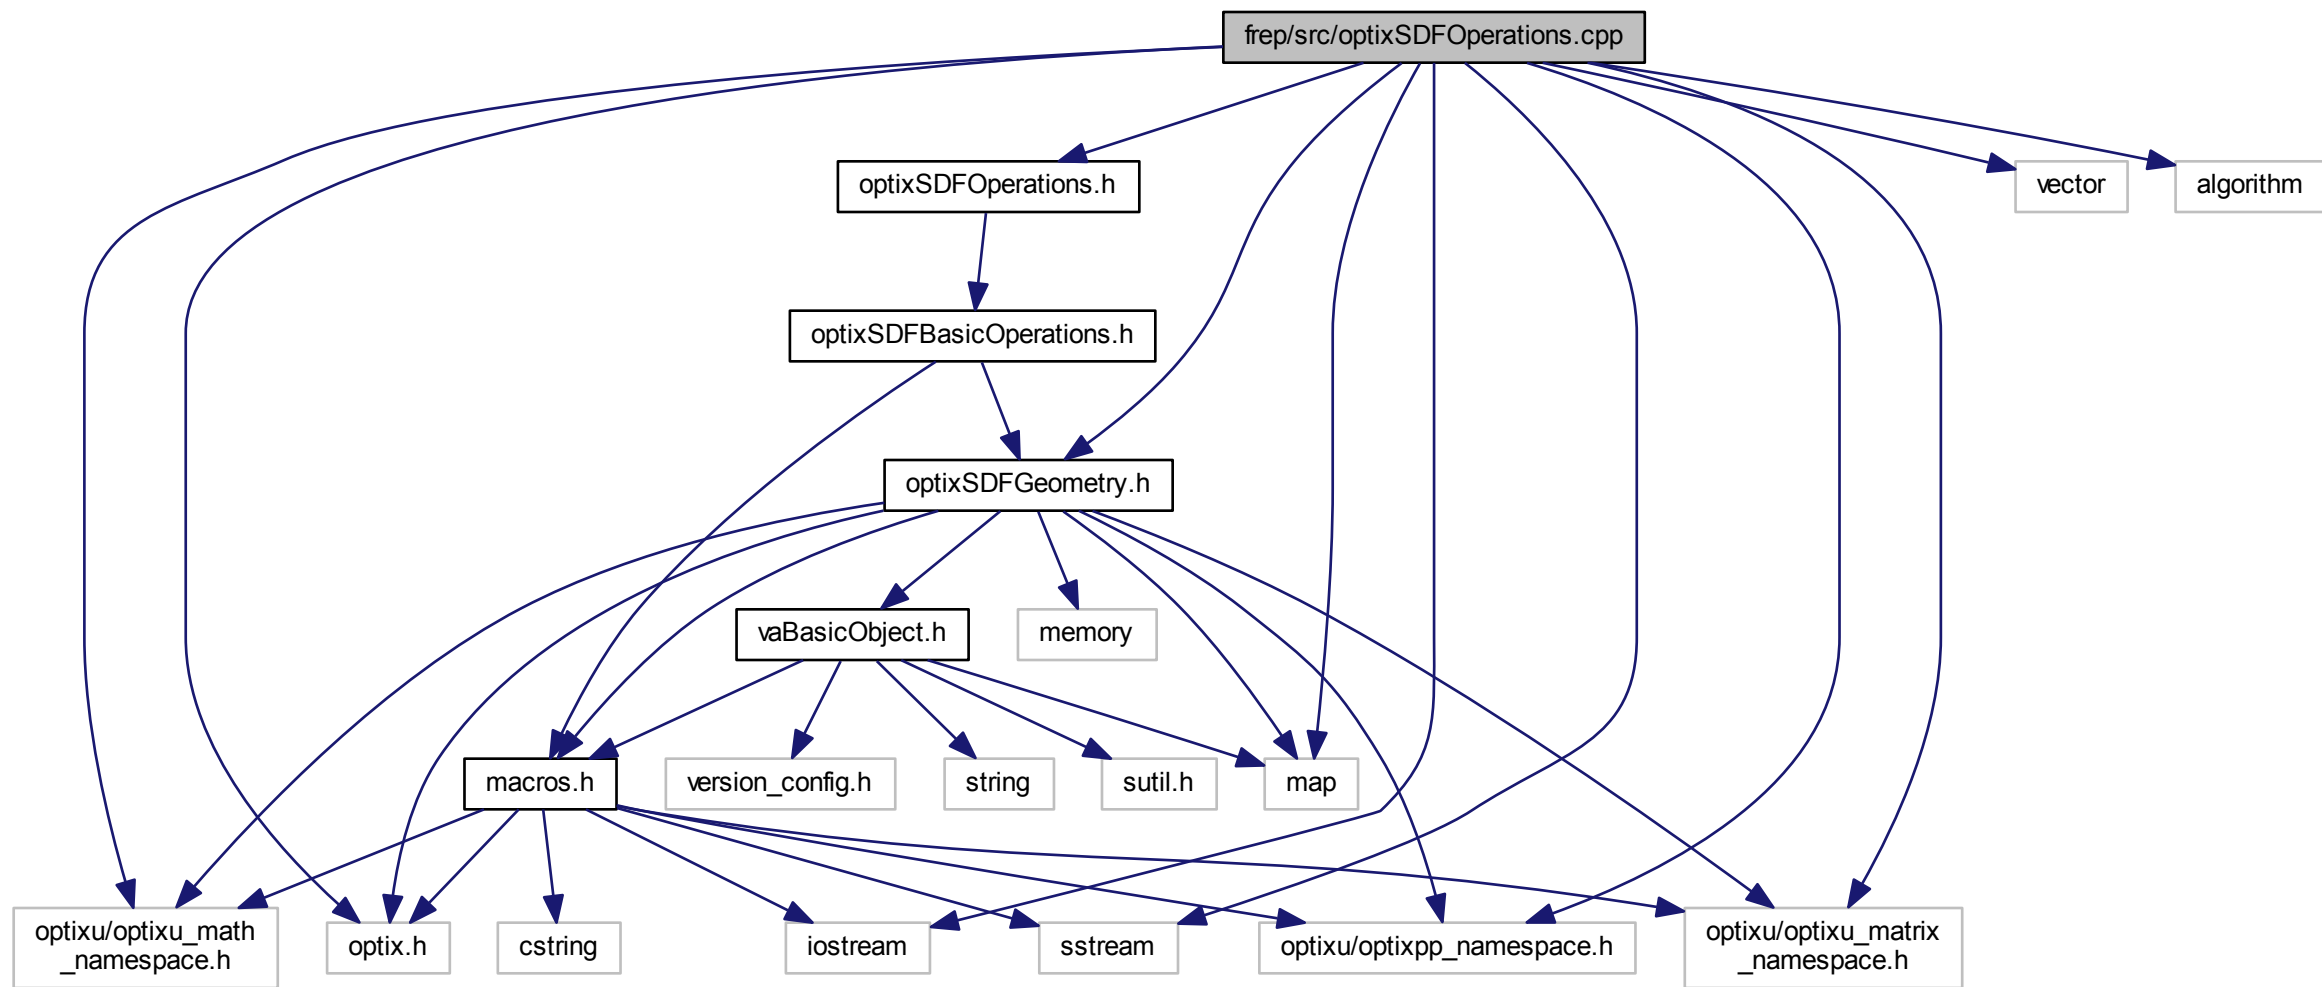 frep/src/optixSDFOperations.cpp
optixSDFOperations.h
vector
algorithm
optixSDFBasicOperations.h
optixSDFGeometry.h
vaBasicObject.h
memory
macros.h
version_config.h
string
sutil.h
map
optixu/optixu_math
_namespace.h
optix.h
cstring
iostream
sstream
optixu/optixpp_namespace.h
optixu/optixu_matrix
_namespace.h